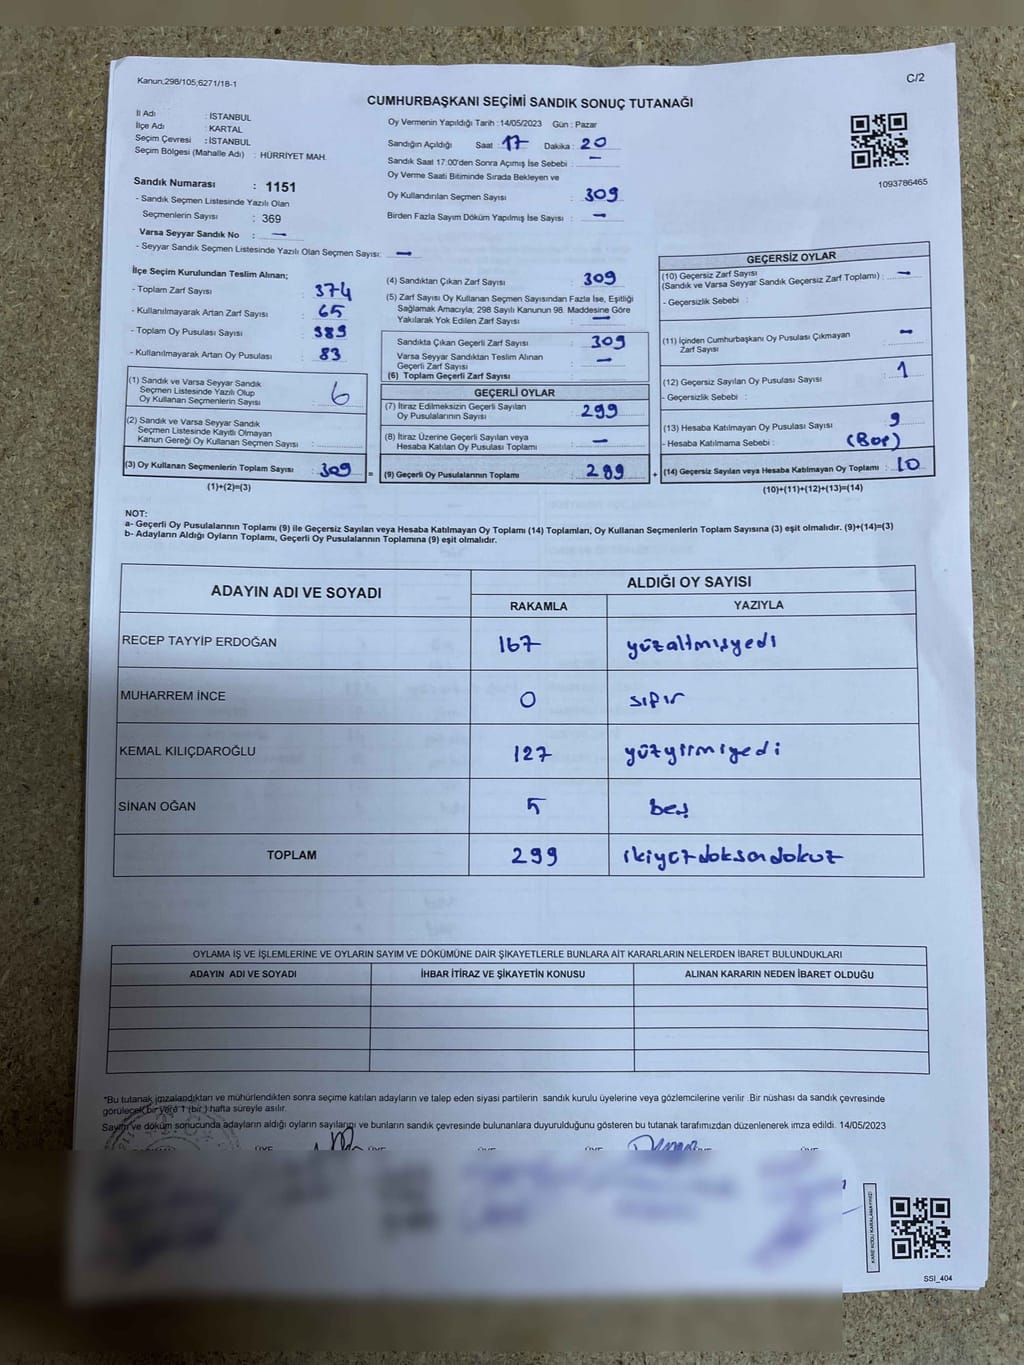 Kanun;298/105;6271/18-1
C/2
CUMHURBAŞKANI SEÇİMİ SANDIK SONUÇ TUTANAĞI
İl Adı : İSTANBUL
İlçe Adı : KARTAL
Seçim Çevresi : İSTANBUL
Seçim Bölgesi (Mahalle Adı) : HÜRRİYET MAH.
Oy Vermenin Yapıldığı Tarih :14/05/2023 Gün : Pazar
Sandığın Açıldığı Saat 17 Dakika : 20
Sandık Saat 17:00'den Sonra Açımış İse Sebebi : —
Oy Verme Saati Bitiminde Sırada Bekleyen ve
Oy Kullandırılan Seçmen Sayısı : 309
Birden Fazla Sayım Döküm Yapılmış İse Sayısı : —
1093786465
Sandık Numarası : 1151
- Sandık Seçmen Listesinde Yazılı Olan
Seçmenlerin Sayısı : 369
Varsa Seyyar Sandık No : —
- Seyyar Sandık Seçmen Listesinde Yazılı Olan Seçmen Sayısı: —
İlçe Seçim Kurulundan Teslim Alınan;
- Toplam Zarf Sayısı : 374
- Kullanılmayarak Artan Zarf Sayısı : 65
- Toplam Oy Pusulası Sayısı : 389
- Kullanılmayarak Artan Oy Pusulası : 83
(1) Sandık ve Varsa Seyyar Sandık
Seçmen Listesinde Yazılı Olup
Oy Kullanan Seçmenlerin Sayısı : 6
(2) Sandık ve Varsa Seyyar Sandık
Seçmen Listesinde Kayıtlı Olmayan
Kanun Gereği Oy Kullanan Seçmen Sayısı :
(3) Oy Kullanan Seçmenlerin Toplam Sayısı : 309
(1)+(2)=(3)
(4) Sandıktan Çıkan Zarf Sayısı : 309
(5) Zarf Sayısı Oy Kullanan Seçmen Sayısından Fazla İse, Eşitliği
Sağlamak Amacıyla; 298 Sayılı Kanunun 98. Maddesine Göre
Yakılarak Yok Edilen Zarf Sayısı : —
Sandıkta Çıkan Geçerli Zarf Sayısı : 309
Varsa Seyyar Sandıktan Teslim Alınan
Geçerli Zarf Sayısı : —
(6) Toplam Geçerli Zarf Sayısı :
GEÇERLİ OYLAR
(7) İtiraz Edilmeksizin Geçerli Sayılan
Oy Pusulalarının Sayısı : 299
(8) İtiraz Üzerine Geçerli Sayılan veya
Hesaba Katılan Oy Pusulası Toplamı : —
= (9) Geçerli Oy Pusulalarının Toplamı : 299
GEÇERSİZ OYLAR
(10) Geçersiz Zarf Sayısı
(Sandık ve Varsa Seyyar Sandık Geçersiz Zarf Toplamı) : —
- Geçersizlik Sebebi :
(11) İçinden Cumhurbaşkanı Oy Pusulası Çıkmayan
Zarf Sayısı : —
(12) Geçersiz Sayılan Oy Pusulası Sayısı : 1
- Geçersizlik Sebebi :
(13) Hesaba Katılmayan Oy Pusulası Sayısı : 9
- Hesaba Katılmama Sebebi : (Boş)
+ (14) Geçersiz Sayılan veya Hesaba Katılmayan Oy Toplamı : 10
(10)+(11)+(12)+(13)=(14)
NOT:
a- Geçerli Oy Pusulalarının Toplamı (9) ile Geçersiz Sayılan veya Hesaba Katılmayan Oy Toplamı (14) Toplamları, Oy Kullanan Seçmenlerin Toplam Sayısına (3) eşit olmalıdır. (9)+(14)=(3)
b- Adayların Aldığı Oyların Toplamı, Geçerli Oy Pusulalarının Toplamına (9) eşit olmalıdır.
ADAYIN ADI VE SOYADI ALDIĞI OY SAYISI
RAKAMLA YAZIYLA
RECEP TAYYİP ERDOĞAN 167 yüzaltmışyedi
MUHARREM İNCE 0 sıfır
KEMAL KILIÇDAROĞLU 127 yüzyirmiyedi
SİNAN OĞAN 5 beş
TOPLAM 299 ikiyüzdoksandokuz
OYLAMA İŞ VE İŞLEMLERİNE VE OYLARIN SAYIM VE DÖKÜMÜNE DAİR ŞİKAYETLERLE BUNLARA AİT KARARLARIN NELERDEN İBARET BULUNDUKLARI
ADAYIN ADI VE SOYADI İHBAR İTİRAZ VE ŞİKAYETİN KONUSU ALINAN KARARIN NEDEN İBARET OLDUĞU
"Bu tutanak imzalandıktan ve mühürlendikten sonra seçime katılan adayların ve talep eden siyasi partilerin sandık kurulu üyelerine veya gözlemcilerine verilir .Bir nüshası da sandık çevresinde
görülecek bir yere 1 (bir ) hafta süreyle asılır.
Sayım ve döküm sonucunda adayların aldığı oyların sayılarını ve bunların sandık çevresinde bulunanlara duyurulduğunu gösteren bu tutanak tarafımızdan düzenlenerek imza edildi. 14/05/2023
ÜYE ÜYE ÜYE ÜYE ÜYE ÜYE
KARE KODU KARALAMAYINIZ!
SSI_404